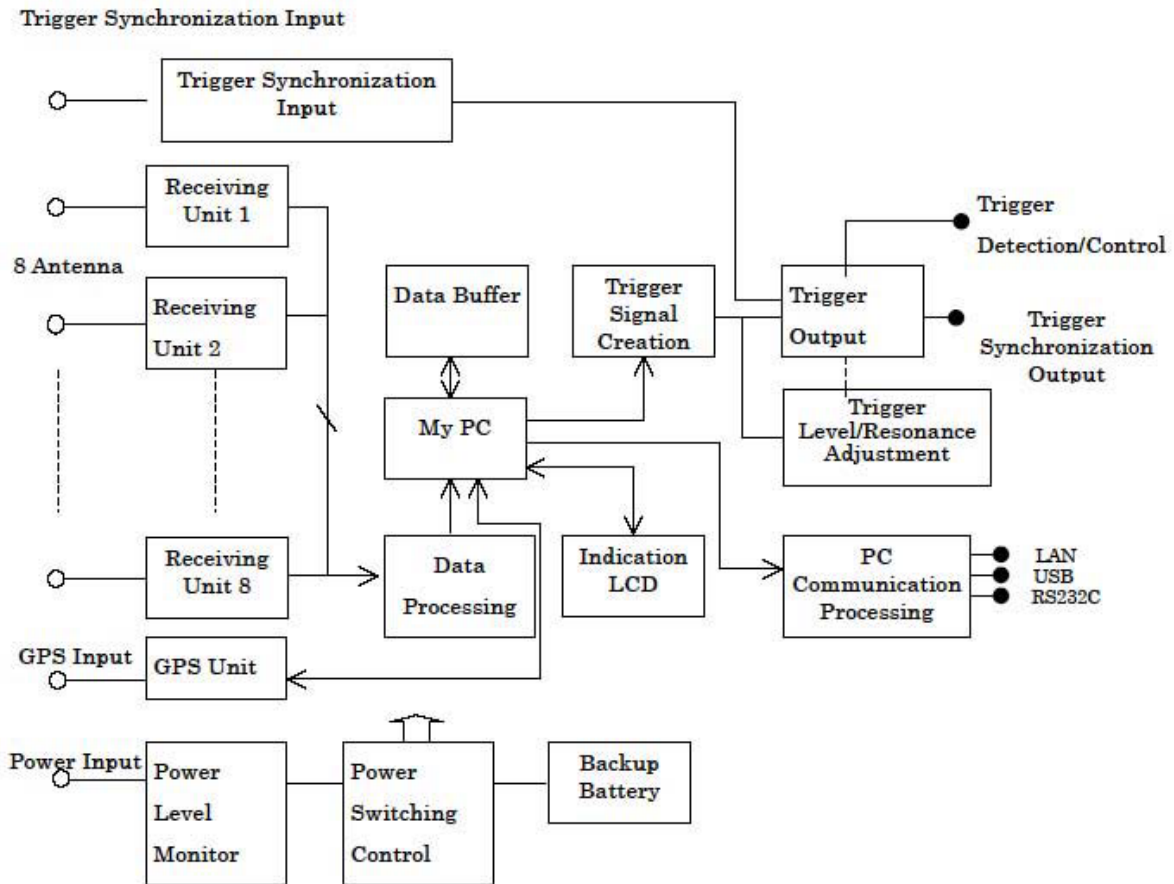 Trigger Synchronization Input
Trigger Synchronization
Input
Receiving
Unit 1
8 Antenna
Receiving
Unit 2
Data Buffer
Trigger
Signal
Creation
Trigger
Output
Trigger
Detection/Control
Trigger
Synchronization
Output
My PC
Trigger
Level/Resonance
Adjustment
Receiving
Unit 8
Data
Processing
Indication
LCD
PC
Communication
Processing
LAN
USB
RS232C
GPS Input
GPS Unit
Power Input
Power
Level
Monitor
Power
Switching
Control
Backup
Battery